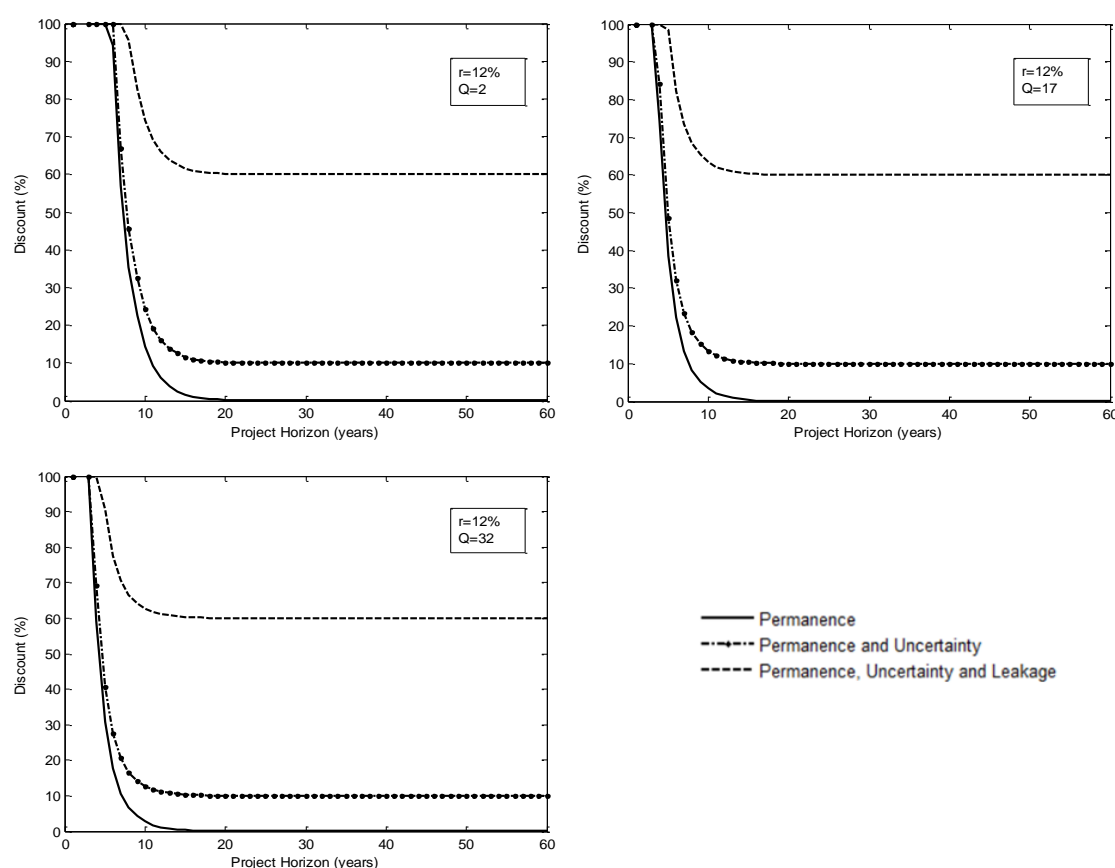 100
90
80
70
60
50
40
30
20
10
0
Discount (%)
r=12%
Q=2
0 10 20 30 40 50 60
Project Horizon (years)
100
90
80
70
60
50
40
30
20
10
0
Discount (%)
r=12%
Q=17
0 10 20 30 40 50 60
Project Horizon (years)
100
90
80
70
60
50
40
30
20
10
0
Discount (%)
r=12%
Q=32
0 10 20 30 40 50 60
Project Horizon (years)
Permanence
Permanence and Uncertainty
Permanence, Uncertainty and Leakage